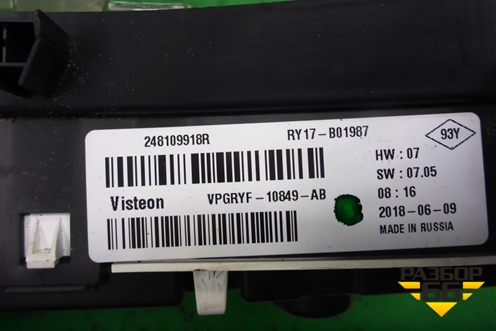 248109918R
RY17-B01987
93Y
HW : 07
SW : 07.05
08 : 16
2018-06-09
MADE IN RUSSIA
Visteon
VPGRYF-10849-AB
РАЗБОР
66